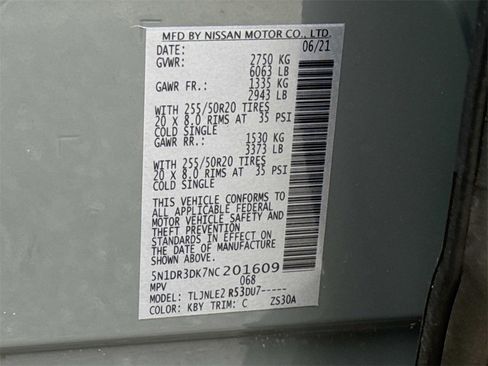 MFD BY NISSAN MOTOR CO., LTD.
DATE: 06/21
GVWR: 2750 KG
6063 LB
GAWR FR.: 1335 KG
2943 LB
WITH 255/50R20 TIRES
20 X 8.0 RIMS AT 35 PSI
COLD SINGLE
GAWR RR.: 1530 KG
3373 LB
WITH 255/50R20 TIRES
20 X 8.0 RIMS AT 35 PSI
COLD SINGLE
THIS VEHICLE CONFORMS TO
ALL APPLICABLE FEDERAL
MOTOR VEHICLE SAFETY AND
THEFT PREVENTION
STANDARDS IN EFFECT ON
THE DATE OF MANUFACTURE
SHOWN ABOVE.
5N1DR3DK7NC201609
MPV 068
MODEL: TLJNLE2 R53DU7-----
COLOR: KBY TRIM: C ZS30A